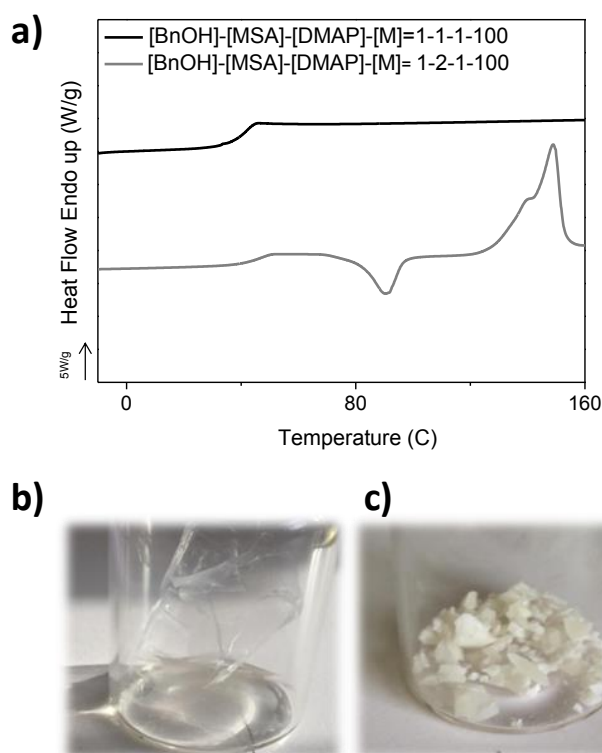 a)
[BnOH]-[MSA]-[DMAP]-[M]=1-1-1-100
[BnOH]-[MSA]-[DMAP]-[M]= 1-2-1-100
Heat Flow Endo up (W/g)
5W/g
0 80 160
Temperature (C)
b) c)